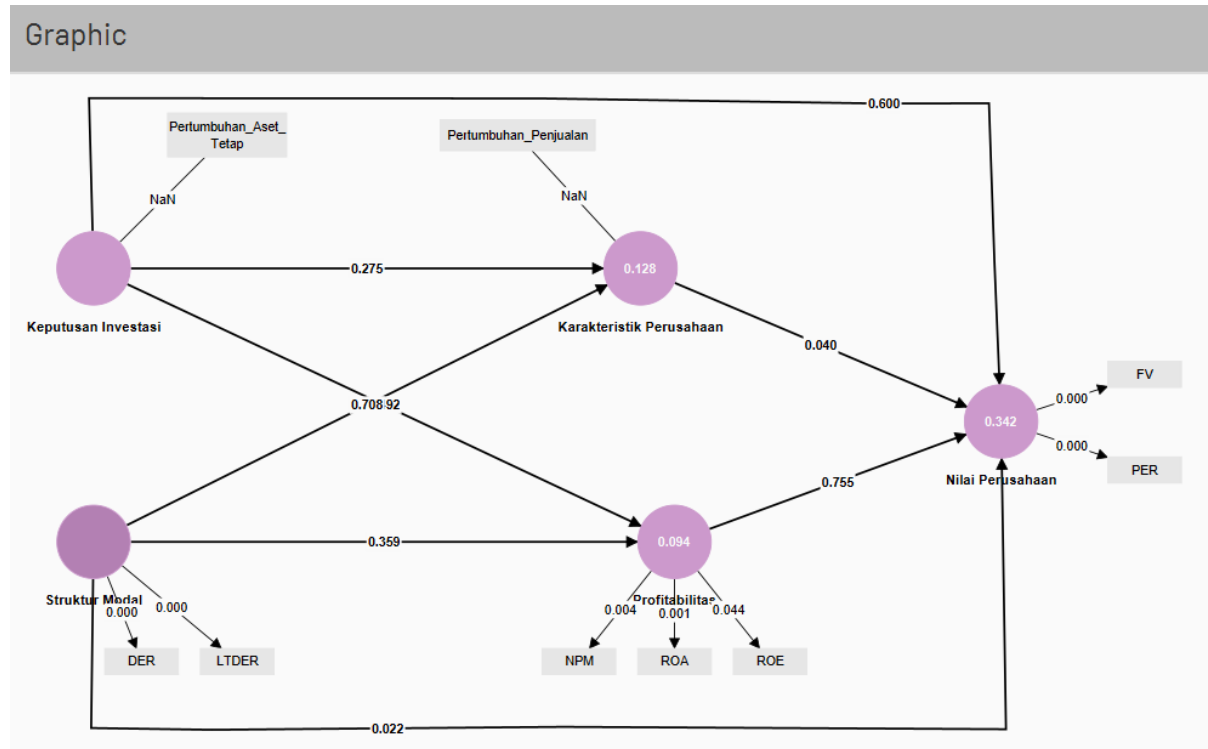 Graphic
0.600
Pertumbuhan_Aset_
Tetap
Pertumbuhan_Penjualan
NaN
NaN
0.275
0.128
Keputusan Investasi
Karakteristik Perusahaan
0.040
FV
0.000
0.708
92
0.342
0.000
PER
Nilai Perusahaan
0.755
0.359
0.094
Struktur Modal
0.000
0.000
Profitabilitas
0.004
0.001
0.044
DER
LTDER
NPM
ROA
ROE
0.022